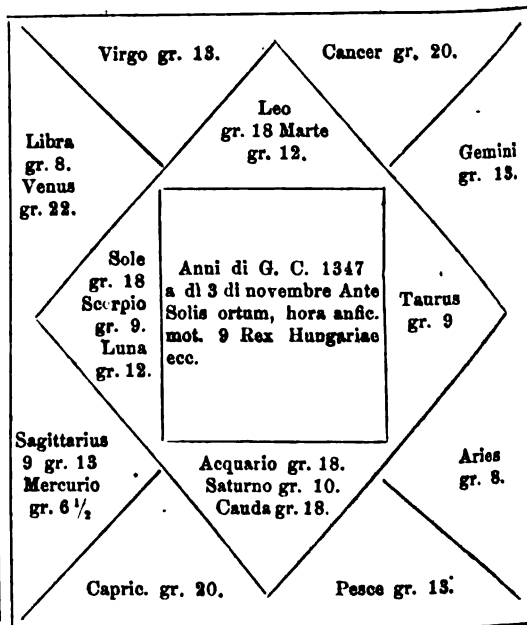 Virgo gr. 13.
Cancer gr. 20.
Leo
gr. 18 Marte
gr. 12.
Libra
gr. 8.
Venus
gr. 22.
Gemini
gr. 13.
Sole
gr. 18
Scorpio
gr. 9.
Luna
gr. 12.
Anni di G. C. 1347
a dì 3 di novembre Ante
Solis ortum, hora anfic.
mot. 9 Rex Hungariae
ecc.
Taurus
gr. 9
Sagittarius
9 gr. 13
Mercurio
gr. 6 ½
Acquario gr. 18.
Saturno gr. 10.
Cauda gr. 18.
Aries
gr. 8.
Capric. gr. 20.
Pesce gr. 13.